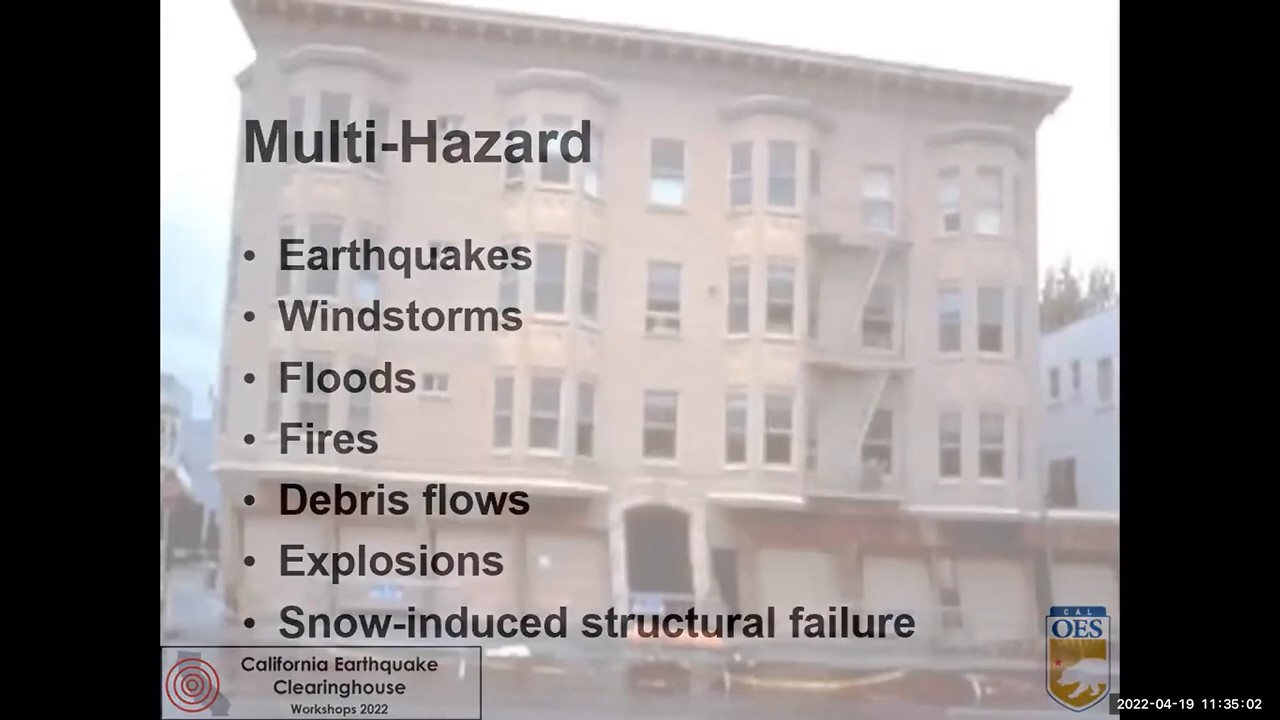 Multi-Hazard
• Earthquakes
• Windstorms
• Floods
• Fires
• Debris flows
• Explosions
• Snow-induced structural failure
California Earthquake
Clearinghouse
Workshops 2022
CAL
OES
2022-04-19 11:35:02